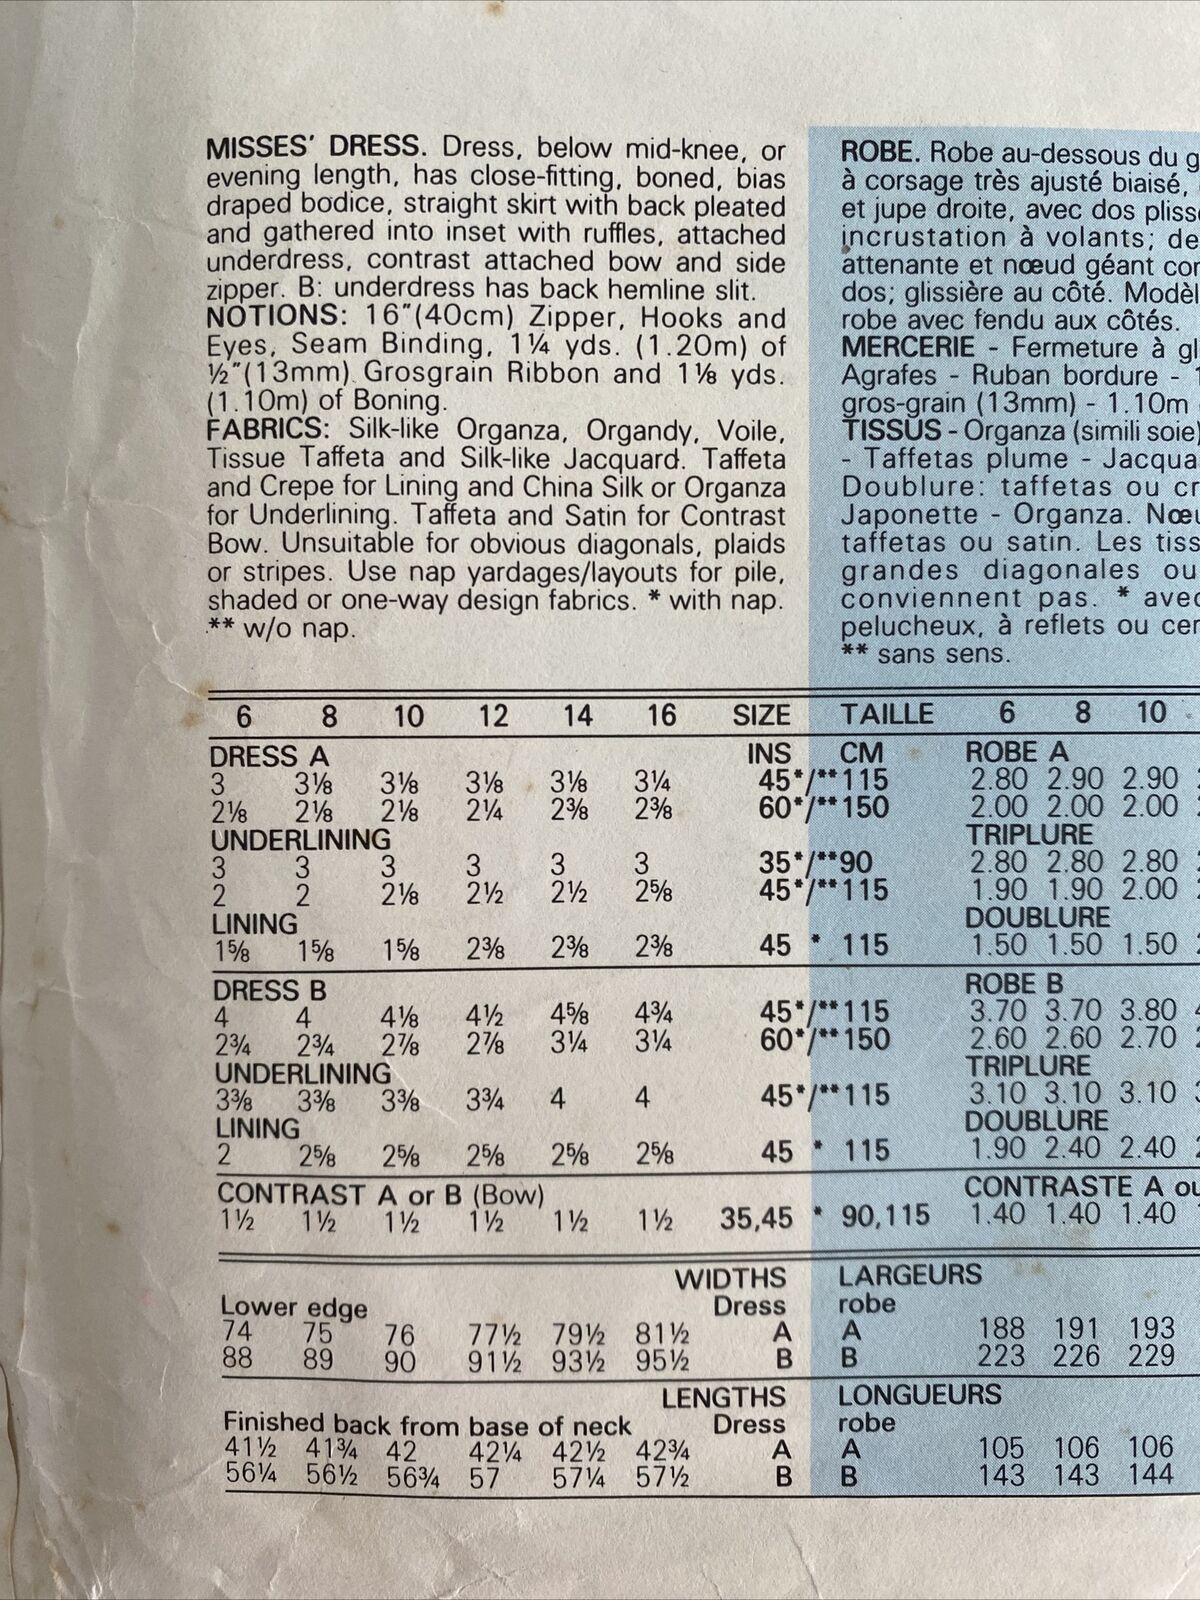 MISSES' DRESS. Dress, below mid-knee, or
evening length, has close-fitting, boned, bias
draped bodice, straight skirt with back pleated
and gathered into inset with ruffles, attached
underdress, contrast attached bow and side
zipper. B: underdress has back hemline slit.
NOTIONS: 16"(40cm) Zipper, Hooks and
Eyes, Seam Binding, 1¼ yds. (1.20m) of
½"(13mm) Grosgrain Ribbon and 1⅛ yds.
(1.10m) of Boning.
FABRICS: Silk-like Organza, Organdy, Voile,
Tissue Taffeta and Silk-like Jacquard. Taffeta
and Crepe for Lining and China Silk or Organza
for Underlining. Taffeta and Satin for Contrast
Bow. Unsuitable for obvious diagonals, plaids
or stripes. Use nap yardages/layouts for pile,
shaded or one-way design fabrics. * with nap.
** w/o nap.
ROBE. Robe au-dessous du g
à corsage très ajusté biaisé,
et jupe droite, avec dos pliss
incrustation à volants; de
attenante et nœud géant cor
dos; glissière au côté. Modèl
robe avec fendu aux côtés.
MERCERIE - Fermeture à gl
Agrafes - Ruban bordure - 1
gros-grain (13mm) - 1.10m
TISSUS - Organza (simili soie)
- Taffetas plume - Jacqua
Doublure: taffetas ou cr
Japonette - Organza. Nœu
taffetas ou satin. Les tiss
grandes diagonales ou
conviennent pas. * avec
pelucheux, à reflets ou cer
** sans sens.
6 8 10 12 14 16 SIZE TAILLE 6 8 10
DRESS A INS CM ROBE A
3 3⅛ 3⅛ 3⅛ 3⅛ 3¼ 45*/**115 2.80 2.90 2.90
2⅛ 2⅛ 2⅛ 2¼ 2⅜ 2⅜ 60*/**150 2.00 2.00 2.00
UNDERLINING TRIPLURE
3 3 3 3 3 3 35*/**90 2.80 2.80 2.80
2 2 2⅛ 2½ 2½ 2⅝ 45*/**115 1.90 1.90 2.00
LINING DOUBLURE
1⅝ 1⅝ 1⅝ 2⅜ 2⅜ 2⅜ 45 * 115 1.50 1.50 1.50
DRESS B ROBE B
4 4 4⅛ 4½ 4⅝ 4¾ 45*/**115 3.70 3.70 3.80
2¾ 2¾ 2⅞ 2⅞ 3¼ 3¼ 60*/**150 2.60 2.60 2.70
UNDERLINING TRIPLURE
3⅜ 3⅜ 3⅜ 3¾ 4 4 45*/**115 3.10 3.10 3.10
LINING DOUBLURE
2 2⅝ 2⅝ 2⅝ 2⅝ 2⅝ 45 * 115 1.90 2.40 2.40
CONTRAST A or B (Bow) CONTRASTE A ou
1½ 1½ 1½ 1½ 1½ 1½ 35,45 * 90,115 1.40 1.40 1.40
WIDTHS LARGEURS
Lower edge Dress robe
74 75 76 77½ 79½ 81½ A A 188 191 193
88 89 90 91½ 93½ 95½ B B 223 226 229
LENGTHS LONGUEURS
Finished back from base of neck Dress robe
41½ 41¾ 42 42¼ 42½ 42¾ A A 105 106 106
56¼ 56½ 56¾ 57 57¼ 57½ B B 143 143 144